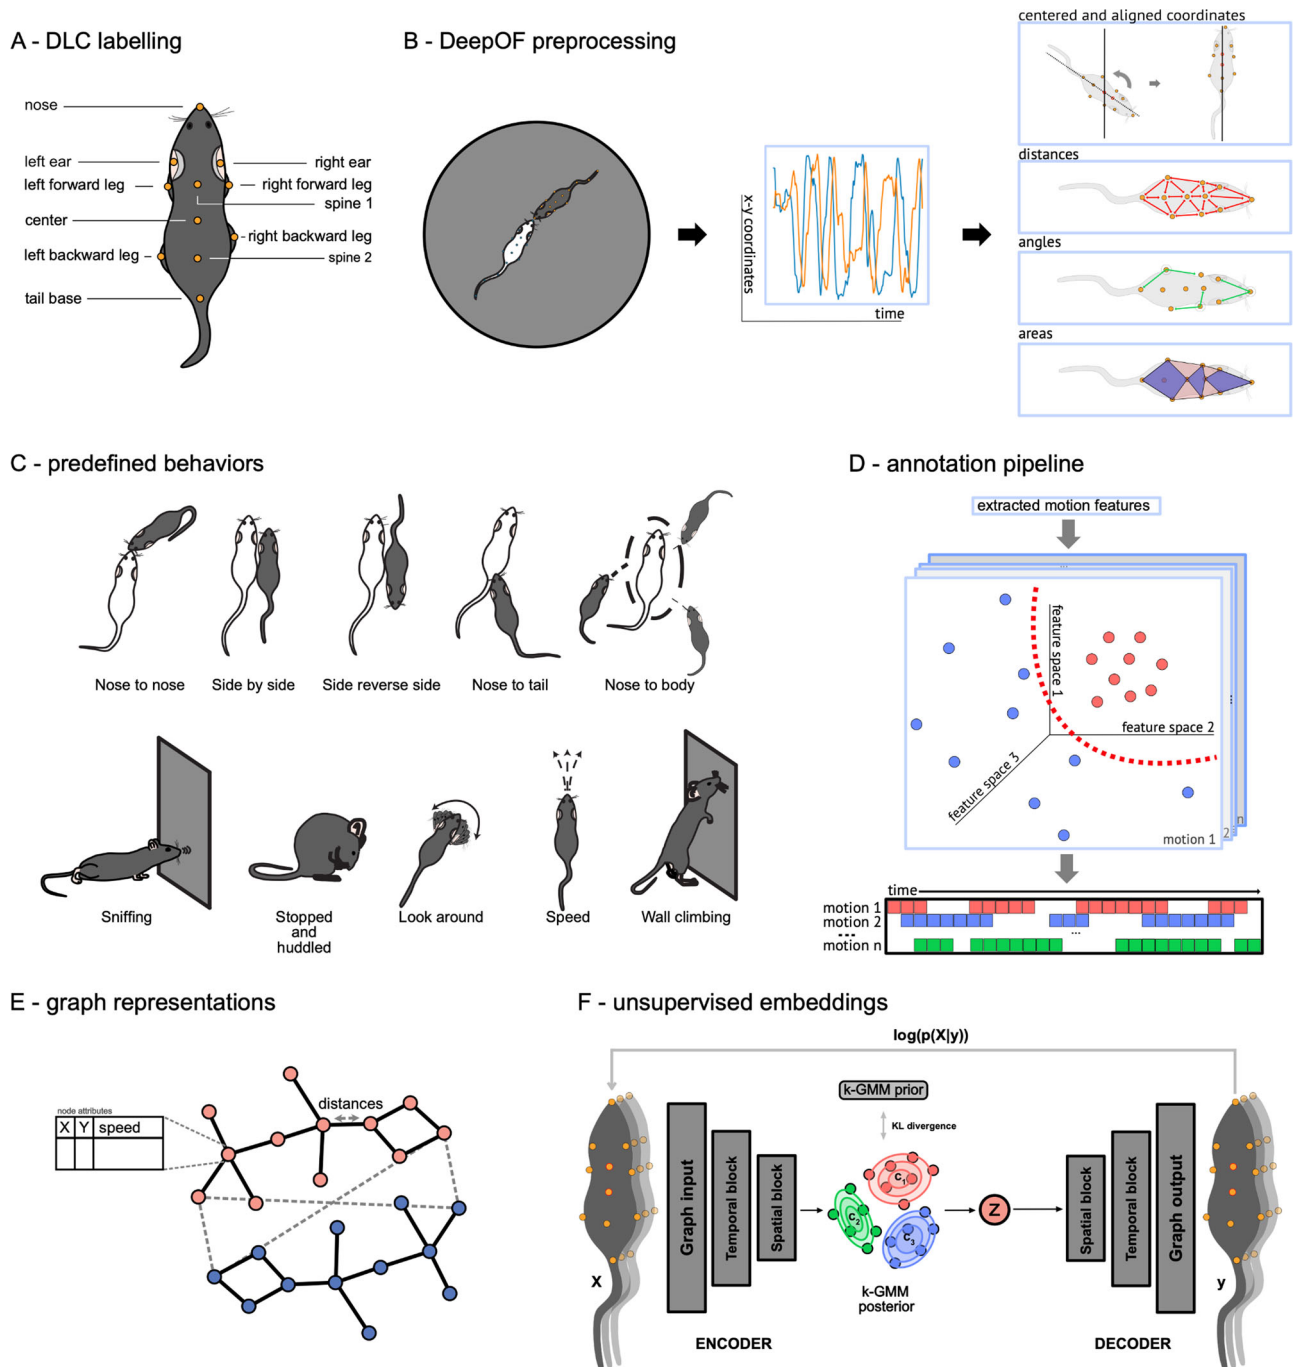 A - DLC labelling
nose
left ear
right ear
left forward leg
right forward leg
spine 1
center
right backward leg
left backward leg
spine 2
tail base
B - DeepOF preprocessing
x-y coordinates
time
centered and aligned coordinates
distances
angles
areas
C - predefined behaviors
Nose to nose
Side by side
Side reverse side
Nose to tail
Nose to body
Sniffing
Stopped
and
huddled
Look around
Speed
Wall climbing
D - annotation pipeline
extracted motion features
...
feature space 1
feature space 2
feature space 3
...
motion 1
2
n
time
motion 1
motion 2
...
motion n
E - graph representations
node attributes
X Y speed
distances
F - unsupervised embeddings
log(p(X|y))
k-GMM prior
KL divergence
Graph input
Temporal block
Spatial block
C1
C2
C3
k-GMM
posterior
Z
Spatial block
Temporal block
Graph output
X
y
ENCODER
DECODER